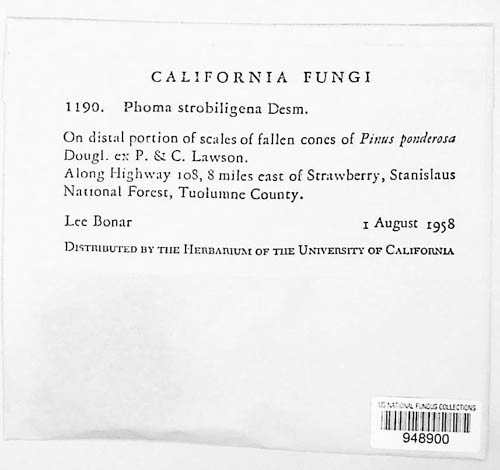 CALIFORNIA FUNGI
1190. Phoma strobiligena Desm.
On distal portion of scales of fallen cones of Pinus ponderosa
Dougl. ex P. & C. Lawson.
Along Highway 108, 8 miles east of Strawberry, Stanislaus
National Forest, Tuolumne County.
Lee Bonar 1 August 1958
DISTRIBUTED BY THE HERBARIUM OF THE UNIVERSITY OF CALIFORNIA
US NATIONAL FUNGUS COLLECTIONS
948900